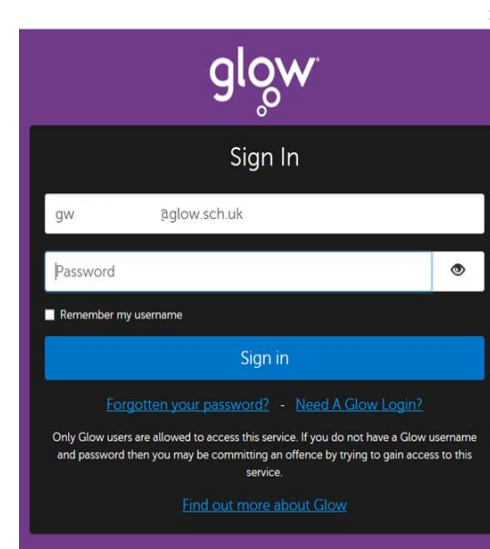 glow
Sign In
gw @glow.sch.uk
Password
Remember my username
Sign in
Forgotten your password? - Need A Glow Login?
Only Glow users are allowed to access this service. If you do not have a Glow username
and password then you may be committing an offence by trying to gain access to this
service.
Find out more about Glow